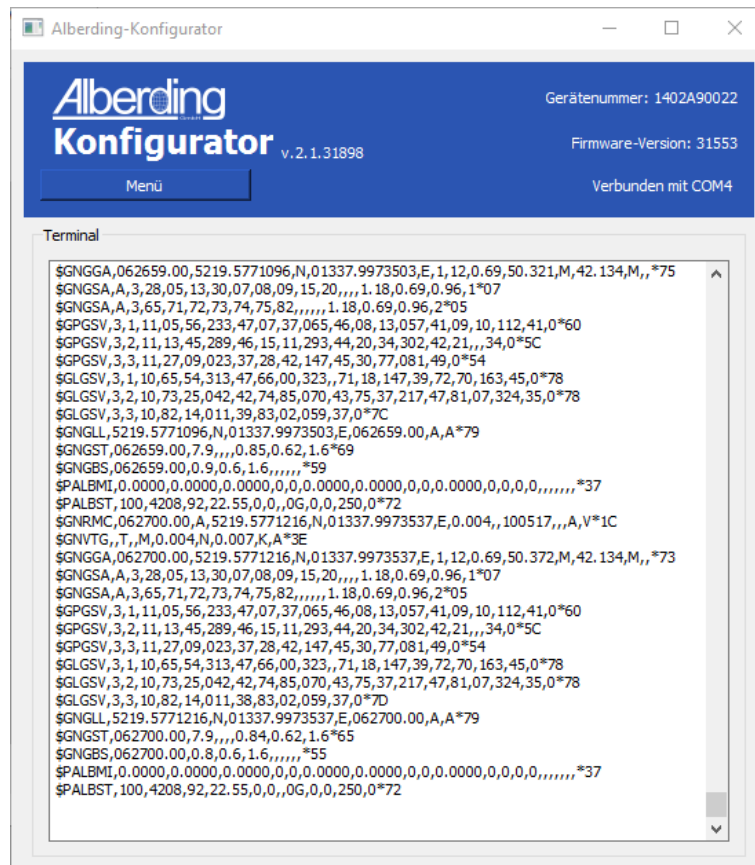 Alberding-Konfigurator
Alberding
GmbH
Konfigurator v.2.1.31898
Gerätenummer: 1402A90022
Firmware-Version: 31553
Menü
Verbunden mit COM4
Terminal
$GNGGA,062659.00,5219.5771096,N,01337.9973503,E,1,12,0.69,50.321,M,42.134,M,,*75
$GNGSA,A,3,28,05,13,30,07,08,09,15,20,,,,1.18,0.69,0.96,1*07
$GNGSA,A,3,65,71,72,73,74,75,82,,,,,,1.18,0.69,0.96,2*05
$GPGSV,3,1,11,05,56,233,47,07,37,065,46,08,13,057,41,09,10,112,41,0*60
$GPGSV,3,2,11,13,45,289,46,15,11,293,44,20,34,302,42,21,,,34,0*5C
$GPGSV,3,3,11,27,09,023,37,28,42,147,45,30,77,081,49,0*54
$GLGSV,3,1,10,65,54,313,47,66,00,323,,71,18,147,39,72,70,163,45,0*78
$GLGSV,3,2,10,73,25,042,42,74,85,070,43,75,37,217,47,81,07,324,35,0*78
$GLGSV,3,3,10,82,14,011,39,83,02,059,37,0*7C
$GNGLL,5219.5771096,N,01337.9973503,E,062659.00,A,A*79
$GNGST,062659.00,7.9,,,,0.85,0.62,1.6*69
$GNGBS,062659.00,0.9,0.6,1.6,,,,,,*59
$PALBMI,0.0000,0.0000,0.0000,0,0,0.0000,0.0000,0,0,0.0000,0,0,0,0,,,,,,,*37
$PALBST,100,4208,92,22.55,0,0,,0G,0,0,250,0*72
$GNRMC,062700.00,A,5219.5771216,N,01337.9973537,E,0.004,,100517,,,A,V*1C
$GNVTG,,T,,M,0.004,N,0.007,K,A*3E
$GNGGA,062700.00,5219.5771216,N,01337.9973537,E,1,12,0.69,50.372,M,42.134,M,,*73
$GNGSA,A,3,28,05,13,30,07,08,09,15,20,,,,1.18,0.69,0.96,1*07
$GNGSA,A,3,65,71,72,73,74,75,82,,,,,,1.18,0.69,0.96,2*05
$GPGSV,3,1,11,05,56,233,47,07,37,065,46,08,13,057,41,09,10,112,41,0*60
$GPGSV,3,2,11,13,45,289,46,15,11,293,44,20,34,302,42,21,,,34,0*5C
$GPGSV,3,3,11,27,09,023,37,28,42,147,45,30,77,081,49,0*54
$GLGSV,3,1,10,65,54,313,47,66,00,323,,71,18,147,39,72,70,163,45,0*78
$GLGSV,3,2,10,73,25,042,42,74,85,070,43,75,37,217,47,81,07,324,35,0*78
$GLGSV,3,3,10,82,14,011,38,83,02,059,37,0*7D
$GNGLL,5219.5771216,N,01337.9973537,E,062700.00,A,A*79
$GNGST,062700.00,7.9,,,,0.84,0.62,1.6*65
$GNGBS,062700.00,0.8,0.6,1.6,,,,,,*55
$PALBMI,0.0000,0.0000,0.0000,0,0,0.0000,0.0000,0,0,0.0000,0,0,0,0,,,,,,,*37
$PALBST,100,4208,92,22.55,0,0,,0G,0,0,250,0*72